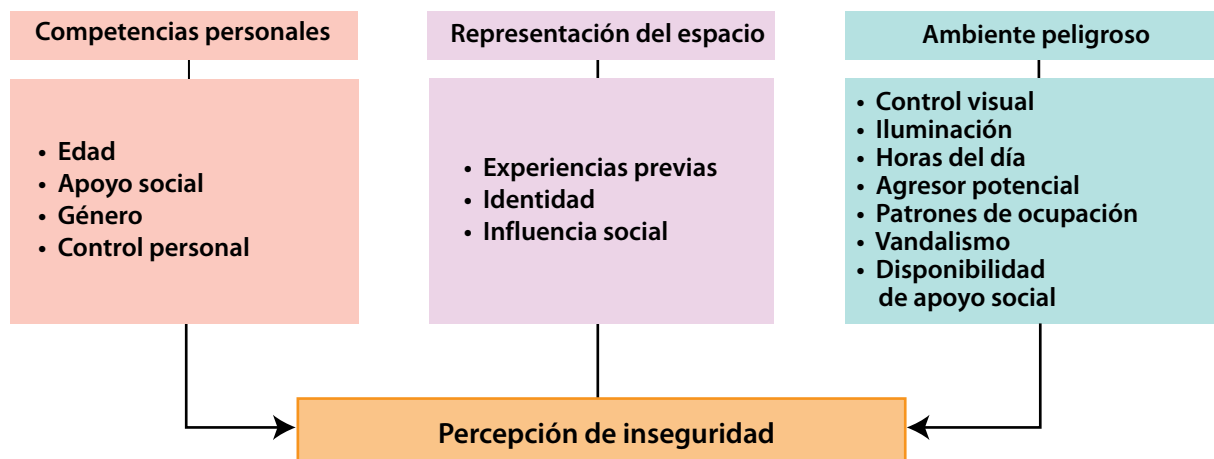 Competencias personales
• Edad
• Apoyo social
• Género
• Control personal
Representación del espacio
• Experiencias previas
• Identidad
• Influencia social
Ambiente peligroso
• Control visual
• Iluminación
• Horas del día
• Agresor potencial
• Patrones de ocupación
• Vandalismo
• Disponibilidad
de apoyo social
Percepción de inseguridad